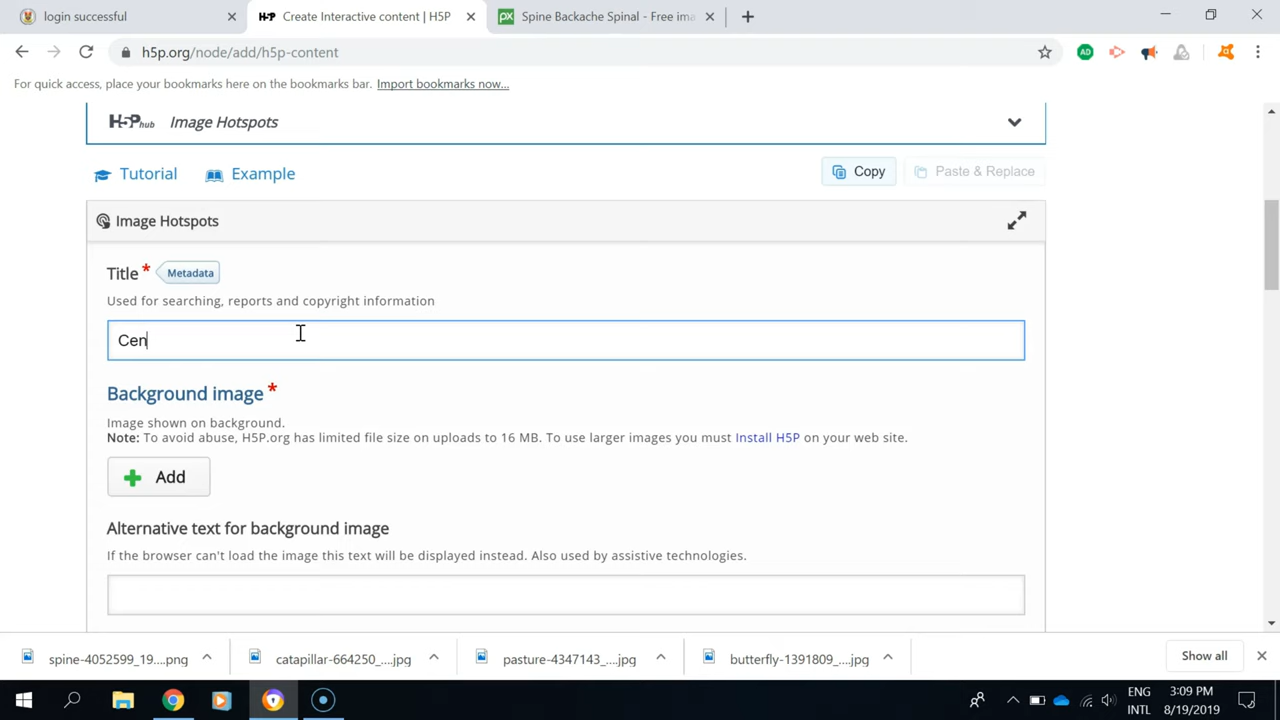 login successful
Create Interactive content | H5P
Spine Backache Spinal - Free ima
h5p.org/node/add/h5p-content
AD
For quick access, place your bookmarks here on the bookmarks bar. Import bookmarks now...
H5P hub Image Hotspots
Tutorial Example Copy Paste & Replace
Image Hotspots
Title * Metadata
Used for searching, reports and copyright information
Cen
Background image *
Image shown on background.
Note: To avoid abuse, H5P.org has limited file size on uploads to 16 MB. To use larger images you must Install H5P on your web site.
Add
Alternative text for background image
If the browser can't load the image this text will be displayed instead. Also used by assistive technologies.
spine-4052599_19....png catapillar-664250_....jpg pasture-4347143_....jpg butterfly-1391809_....jpg Show all
ENG
INTL
3:09 PM
8/19/2019